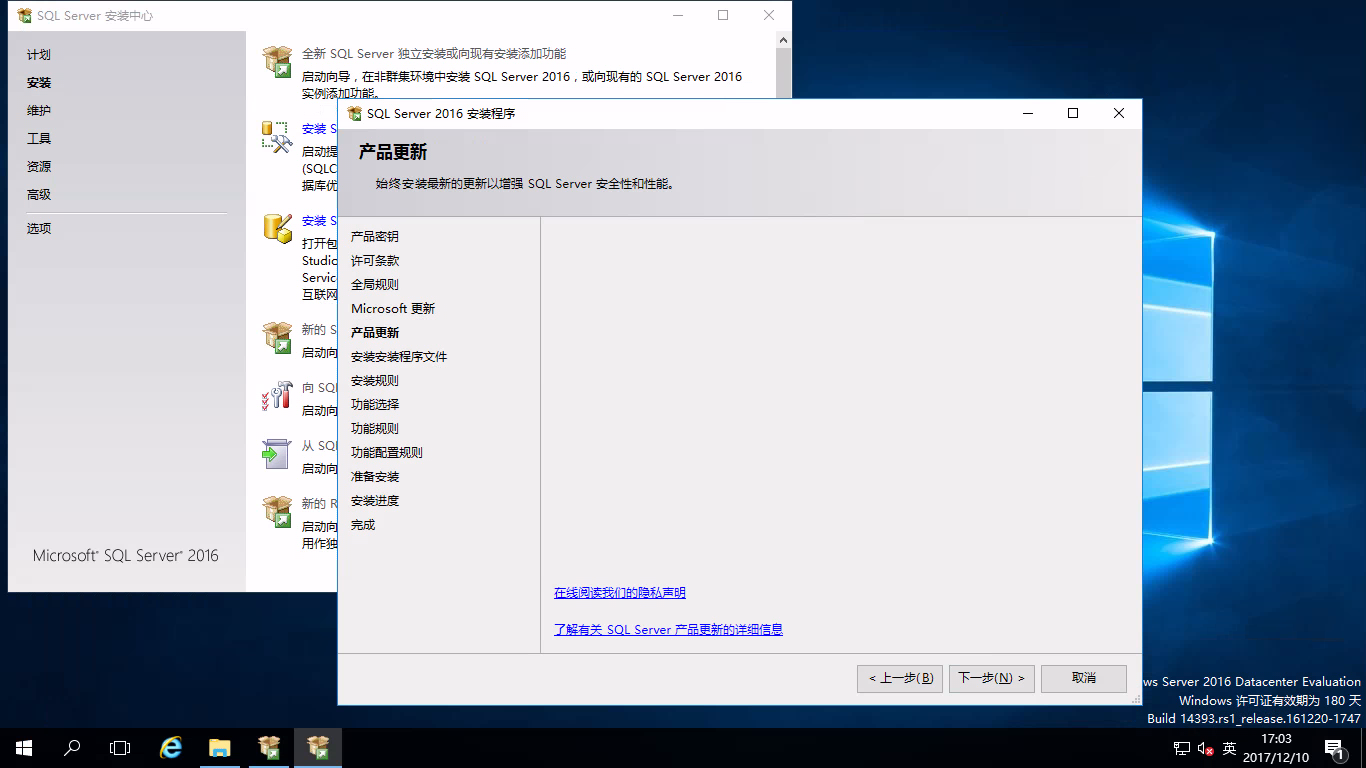 SQL Server 安装中心
计划
安装
维护
工具
资源
高级
选项
Microsoft® SQL Server® 2016
全新 SQL Server 独立安装或向现有安装添加功能
启动向导，在非群集环境中安装 SQL Server 2016，或向现有的 SQL Server 2016
实例添加功能。
安装 S
启动提
(SQLC
据库优
安装 S
打开包
Studio
Service
互联网
新的 S
启动向
向 SQL
启动向
从 SQL
启动向
新的 R
启动向
用作独
SQL Server 2016 安装程序
产品更新
始终安装最新的更新以增强 SQL Server 安全性和性能。
产品密钥
许可条款
全局规则
Microsoft 更新
产品更新
安装安装程序文件
安装规则
功能选择
功能规则
功能配置规则
准备安装
安装进度
完成
在线阅读我们的隐私声明
了解有关 SQL Server 产品更新的详细信息
< 上一步(B)
下一步(N) >
取消
ws Server 2016 Datacenter Evaluation
Windows 许可证有效期为 180 天
Build 14393.rs1_release.161220-1747
英
17:03
2017/12/10
1